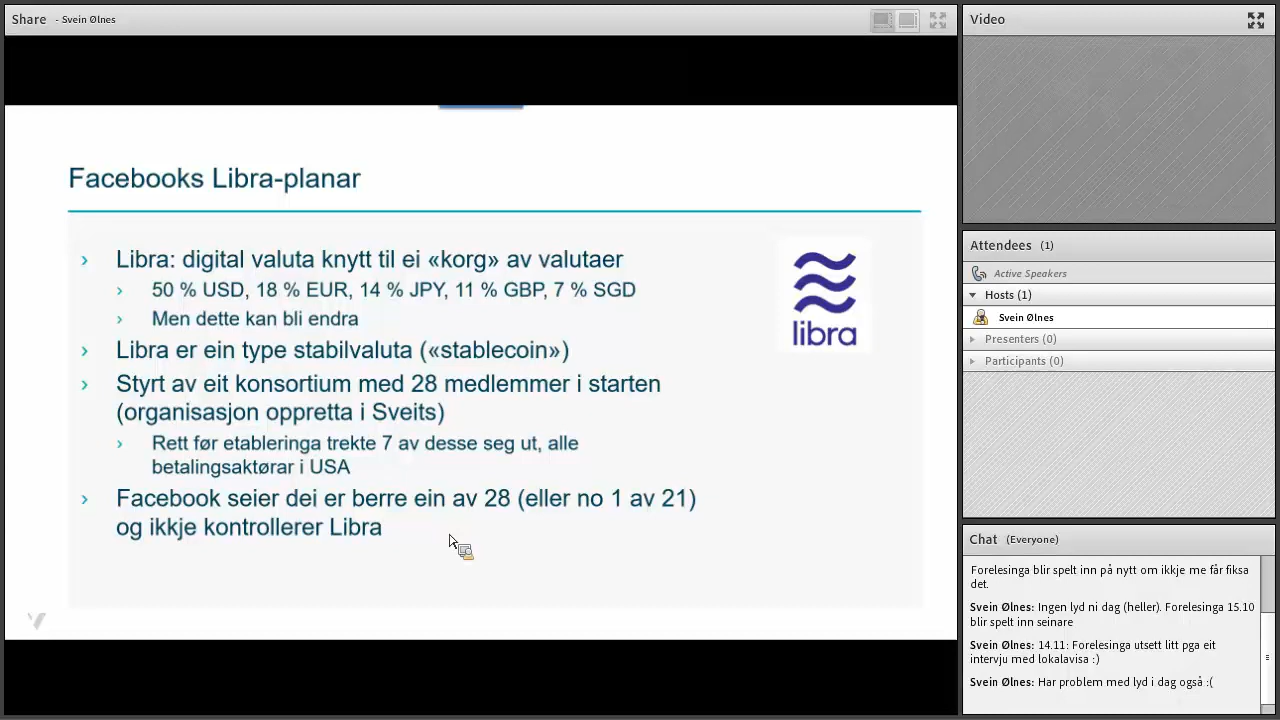 Share - Svein Ølnes
Facebooks Libra-planar
› Libra: digital valuta knytt til ei «korg» av valutaer
› 50 % USD, 18 % EUR, 14 % JPY, 11 % GBP, 7 % SGD
› Men dette kan bli endra
› Libra er ein type stabilvaluta («stablecoin»)
› Styrt av eit konsortium med 28 medlemmer i starten
(organisasjon oppretta i Sveits)
› Rett før etableringa trekte 7 av desse seg ut, alle
betalingsaktørar i USA
› Facebook seier dei er berre ein av 28 (eller no 1 av 21)
og ikkje kontrollerer Libra
libra
Video
Attendees (1)
Active Speakers
Hosts (1)
Svein Ølnes
Presenters (0)
Participants (0)
Chat (Everyone)
Forelesinga blir spelt inn på nytt om ikkje me får fiksa
det.
Svein Ølnes: Ingen lyd ni dag (heller). Forelesinga 15.10
blir spelt inn seinare
Svein Ølnes: 14.11: Forelesinga utsett litt pga eit
intervju med lokalavisa :)
Svein Ølnes: Har problem med lyd i dag også :(